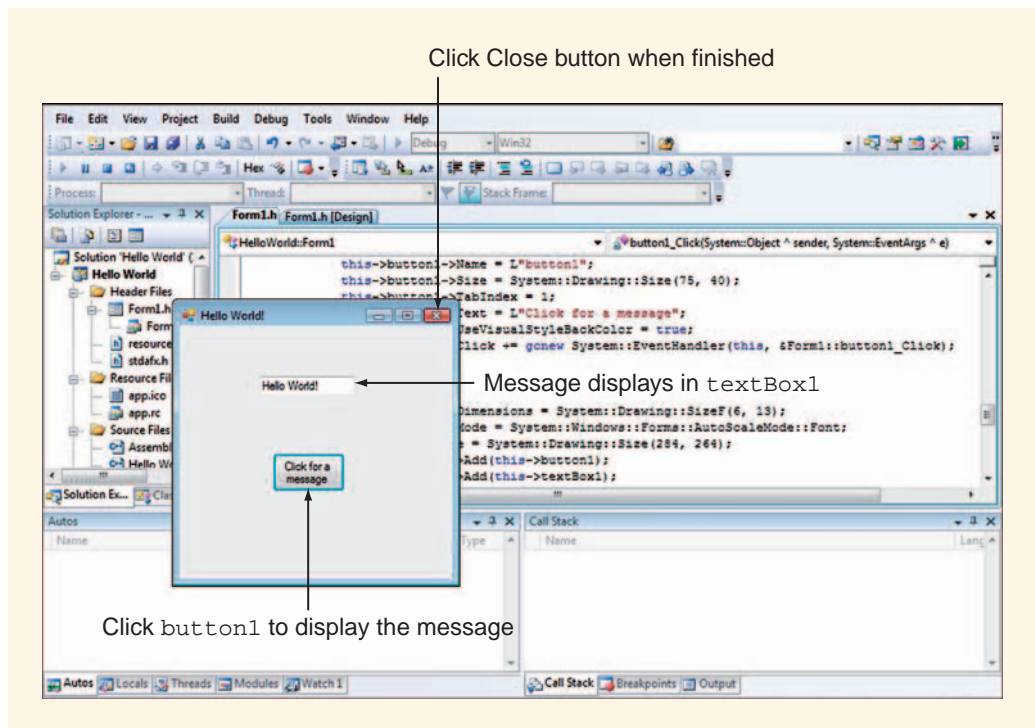 Click Close button when finished
File Edit View Project Build Debug Tools Window Help
Debug Win32
Hex
Process: Thread: Stack Frame:
Solution Explorer - ...
Form1.h Form1.h [Design]
HelloWorld::Form1 button1_Click(System::Object ^ sender, System::EventArgs ^ e)
Solution 'Hello World' (
Hello World
Header Files
Form1.h
Form
resource
stdafx.h
Resource Fil
app.ico
app.rc
Source Files
Assembl
Hello Wo
this->button1->Name = L"button1";
this->button1->Size = System::Drawing::Size(75, 40);
this->button1->TabIndex = 1;
Text = L"Click for a message";
UseVisualStyleBackColor = true;
Click += gcnew System::EventHandler(this, &Form1::button1_Click);
Hello World!
Hello World!
Message displays in textBox1
Dimensions = System::Drawing::SizeF(6, 13);
Mode = System::Windows::Forms::AutoScaleMode::Font;
e = System::Drawing::Size(284, 264);
>Add(this->button1);
>Add(this->textBox1);
Click for a
message
Solution Ex... Clas
Autos
Name Type
Call Stack
Name Lang
Click button1 to display the message
Autos Locals Threads Modules Watch 1
Call Stack Breakpoints Output